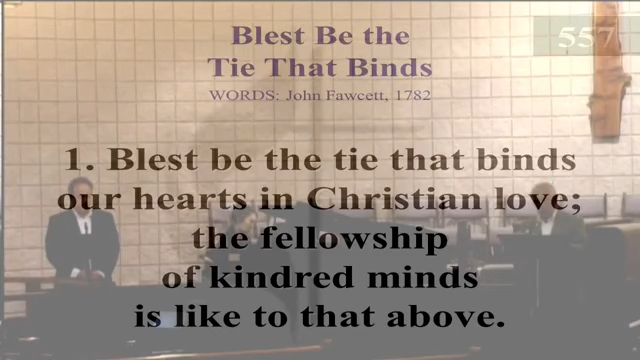 557
Blest Be the
Tie That Binds
WORDS: John Fawcett, 1782
1. Blest be the tie that binds
our hearts in Christian love;
the fellowship
of kindred minds
is like to that above.